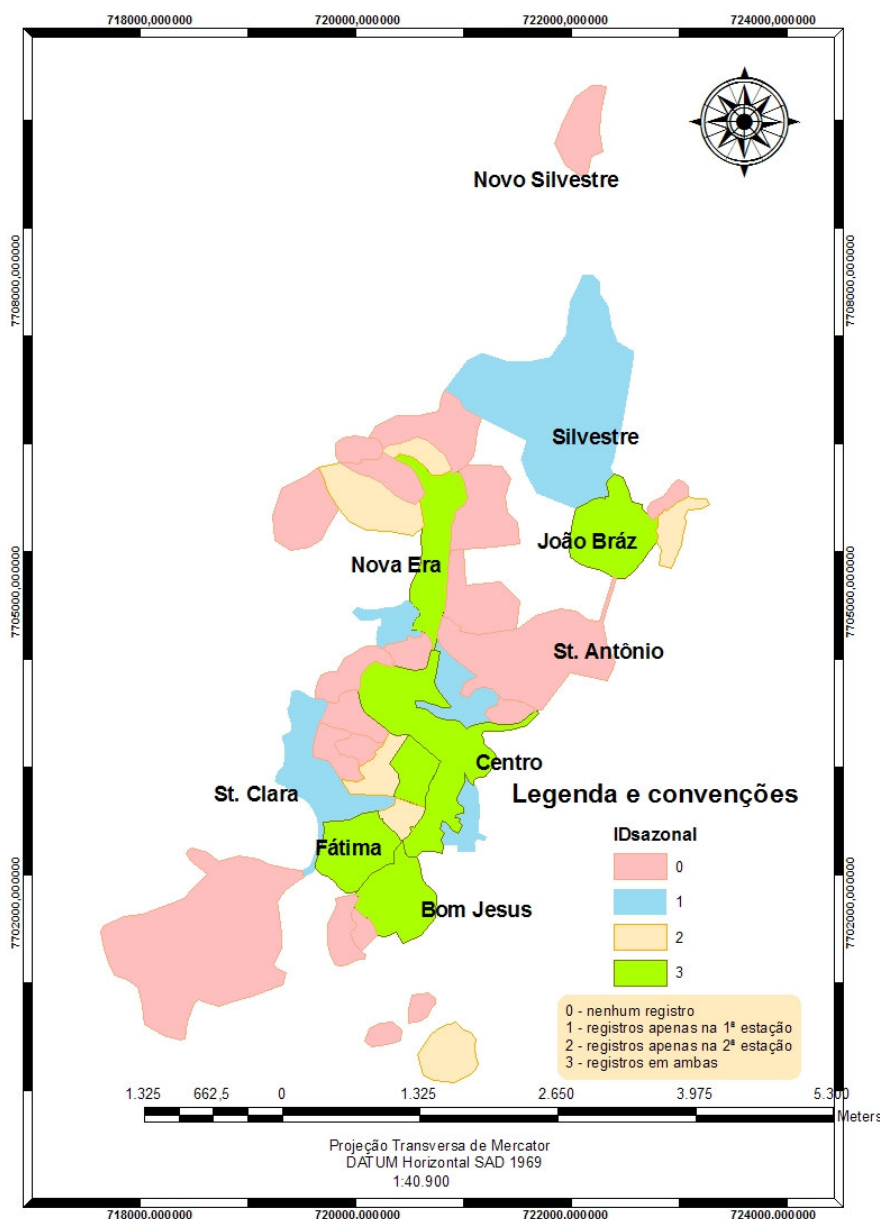 718000,000000 720000,000000 722000,000000 724000,000000
Novo Silvestre
7708000,000000 7708000,000000
Silvestre
João Bráz
Nova Era
7705000,000000 7705000,000000
St. Antônio
Centro
St. Clara
Legenda e convenções
IDsazonal
Fátima
0
7702000,000000 7702000,000000
1
Bom Jesus
2
3
0 - nenhum registro
1 - registros apenas na 1ª estação
2 - registros apenas na 2ª estação
3 - registros em ambas
1.325 662,5 0 1.325 2.650 3.975 5.300
Meters
Projeção Transversa de Mercator
DATUM Horizontal SAD 1969
1:40.900
718000,000000 720000,000000 722000,000000 724000,000000